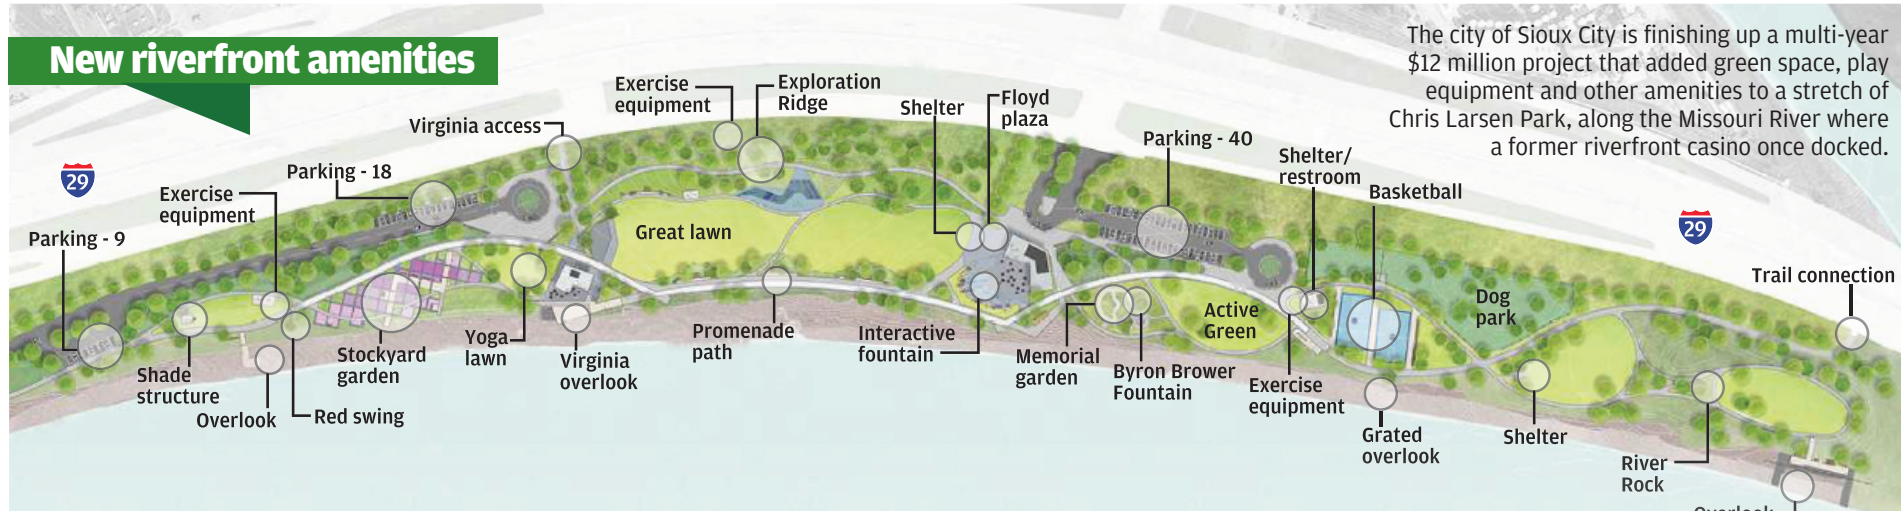 New riverfront amenities
The city of Sioux City is finishing up a multi-year
$12 million project that added green space, play
equipment and other amenities to a stretch of
Chris Larsen Park, along the Missouri River where
a former riverfront casino once docked.
29
Parking - 9
Exercise
equipment
Parking - 18
Virginia access
Exercise
equipment
Exploration
Ridge
Shelter
Floyd
plaza
Parking - 40
Shelter/
restroom
Basketball
29
Trail connection
Great lawn
Active
Green
Dog
park
Shade
structure
Overlook
Red swing
Stockyard
garden
Yoga
lawn
Virginia
overlook
Promenade
path
Interactive
fountain
Memorial
garden
Byron Brower
Fountain
Exercise
equipment
Grated
overlook
Shelter
River
Rock
Overlook